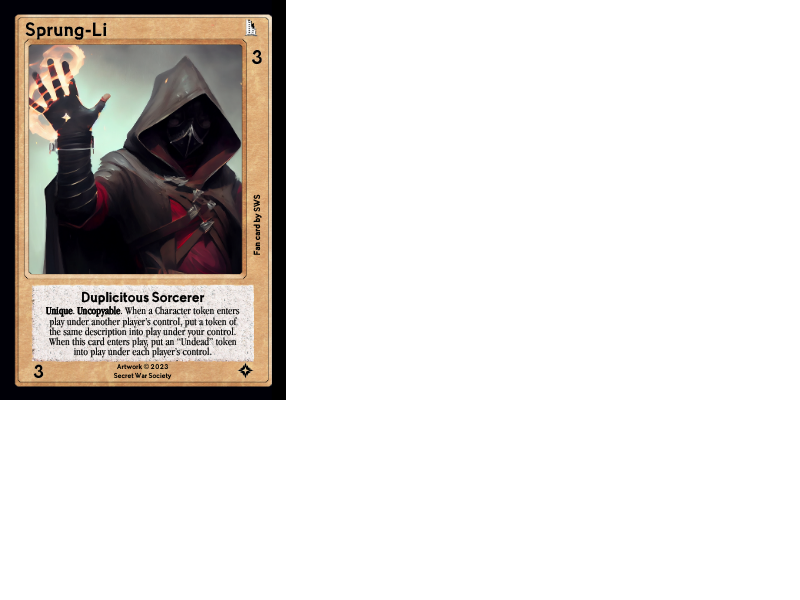 Sprung-Li
3
Fan card by SWS
Duplicitous Sorcerer
Unique. Uncopyable. When a Character token enters
play under another player's control, put a token of
the same description into play under your control.
When this card enters play, put an “Undead” token
into play under each player's control.
3
Artwork © 2023
Secret War Society